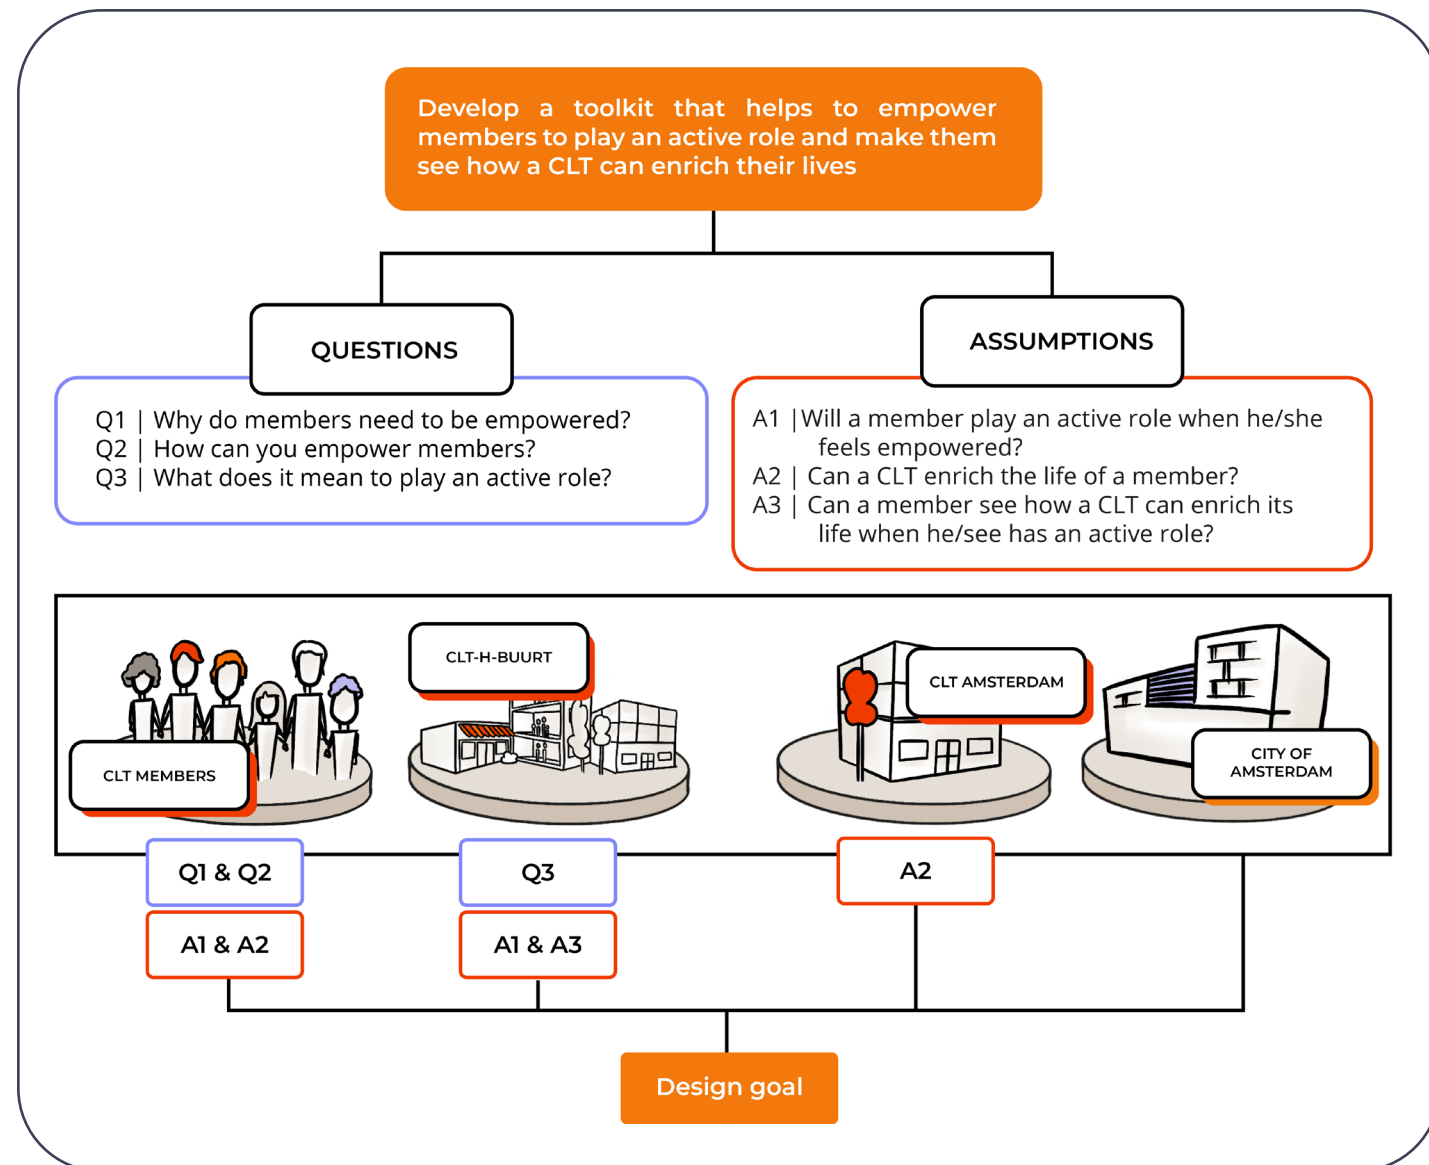 Develop a toolkit that helps to empower
members to play an active role and make them
see how a CLT can enrich their lives
QUESTIONS
ASSUMPTIONS
Q1 | Why do members need to be empowered?
Q2 | How can you empower members?
Q3 | What does it mean to play an active role?
A1 |Will a member play an active role when he/she
feels empowered?
A2 | Can a CLT enrich the life of a member?
A3 | Can a member see how a CLT can enrich its
life when he/see has an active role?
CLT MEMBERS
CLT-H-BUURT
CLT AMSTERDAM
CITY OF
AMSTERDAM
Q1 & Q2
Q3
A2
A1 & A2
A1 & A3
Design goal